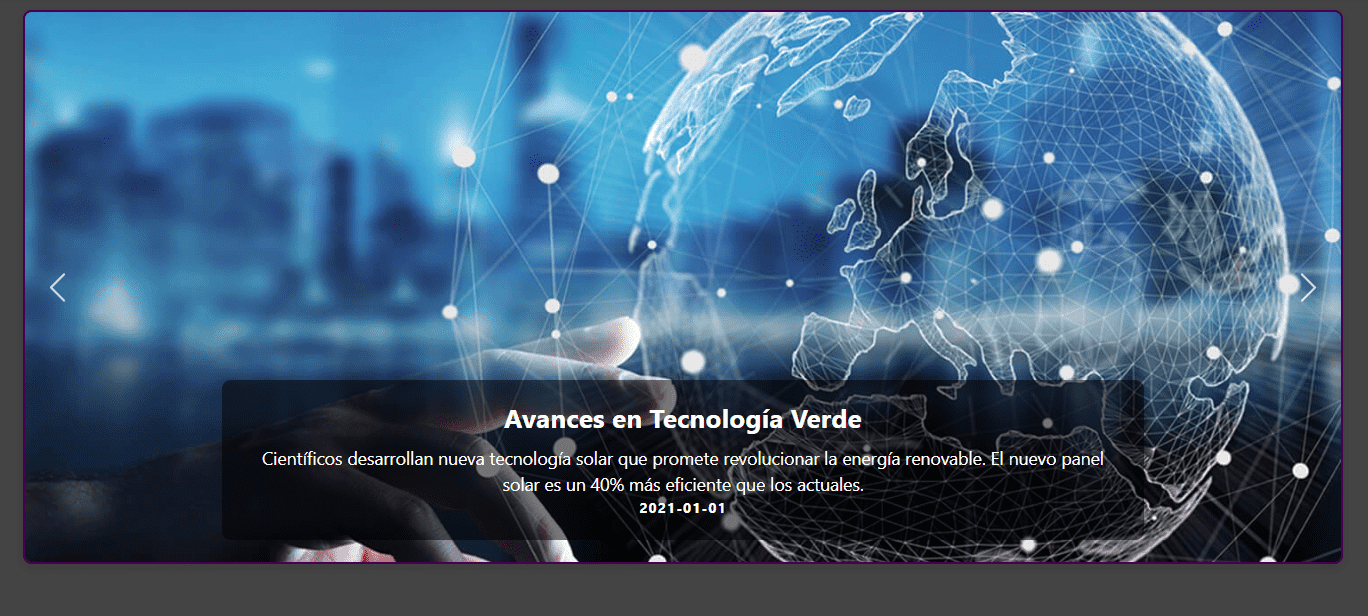 Avances en Tecnología Verde
Científicos desarrollan nueva tecnología solar que promete revolucionar la energía renovable. El nuevo panel
solar es un 40% más eficiente que los actuales.
2021-01-01